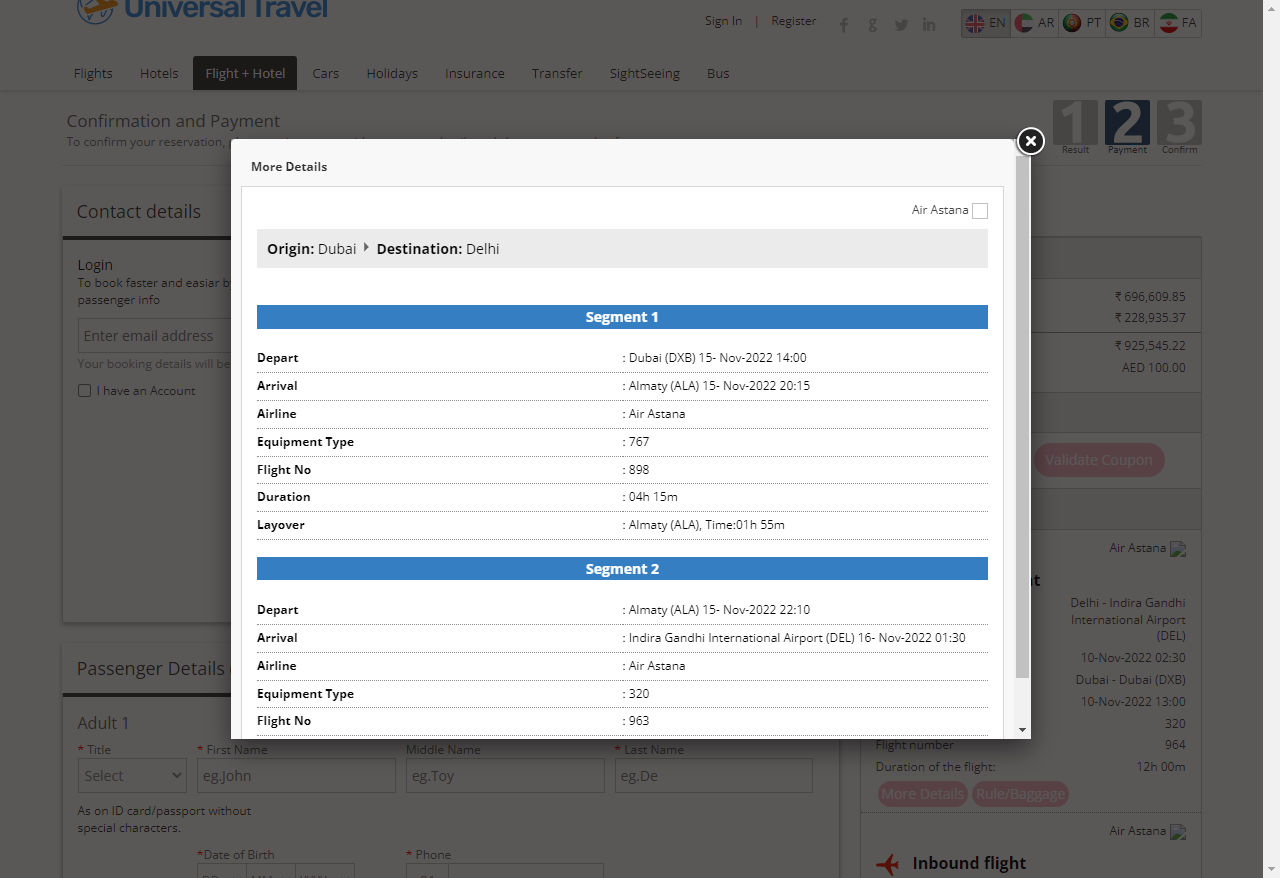 Universal Travel
Sign In | Register
EN AR PT BR FA
Flights Hotels Flight + Hotel Cars Holidays Insurance Transfer SightSeeing Bus
Confirmation and Payment
To confirm your reservation,
1 2 3
Result Payment Confirm
Contact details
Login
To book faster and easiar
passenger info
Enter email address
Your booking details will be
I have an Account
₹ 696,609.85
₹ 228,935.37
₹ 925,545.22
AED 100.00
Validate Coupon
More Details
Air Astana
Origin: Dubai Destination: Delhi
Segment 1
Depart : Dubai (DXB) 15- Nov-2022 14:00
Arrival : Almaty (ALA) 15- Nov-2022 20:15
Airline : Air Astana
Equipment Type : 767
Flight No : 898
Duration : 04h 15m
Layover : Almaty (ALA), Time:01h 55m
Segment 2
Depart : Almaty (ALA) 15- Nov-2022 22:10
Arrival : Indira Gandhi International Airport (DEL) 16- Nov-2022 01:30
Airline : Air Astana
Equipment Type : 320
Flight No : 963
Air Astana
Delhi - Indira Gandhi
International Airport
(DEL)
10-Nov-2022 02:30
Dubai - Dubai (DXB)
10-Nov-2022 13:00
320
Flight number 964
Duration of the flight: 12h 00m
More Details Rule/Baggage
Air Astana
Inbound flight
Passenger Details
Adult 1
* Title * First Name Middle Name * Last Name
Select eg.John eg.Toy eg.De
As on ID card/passport without
special characters.
*Date of Birth * Phone